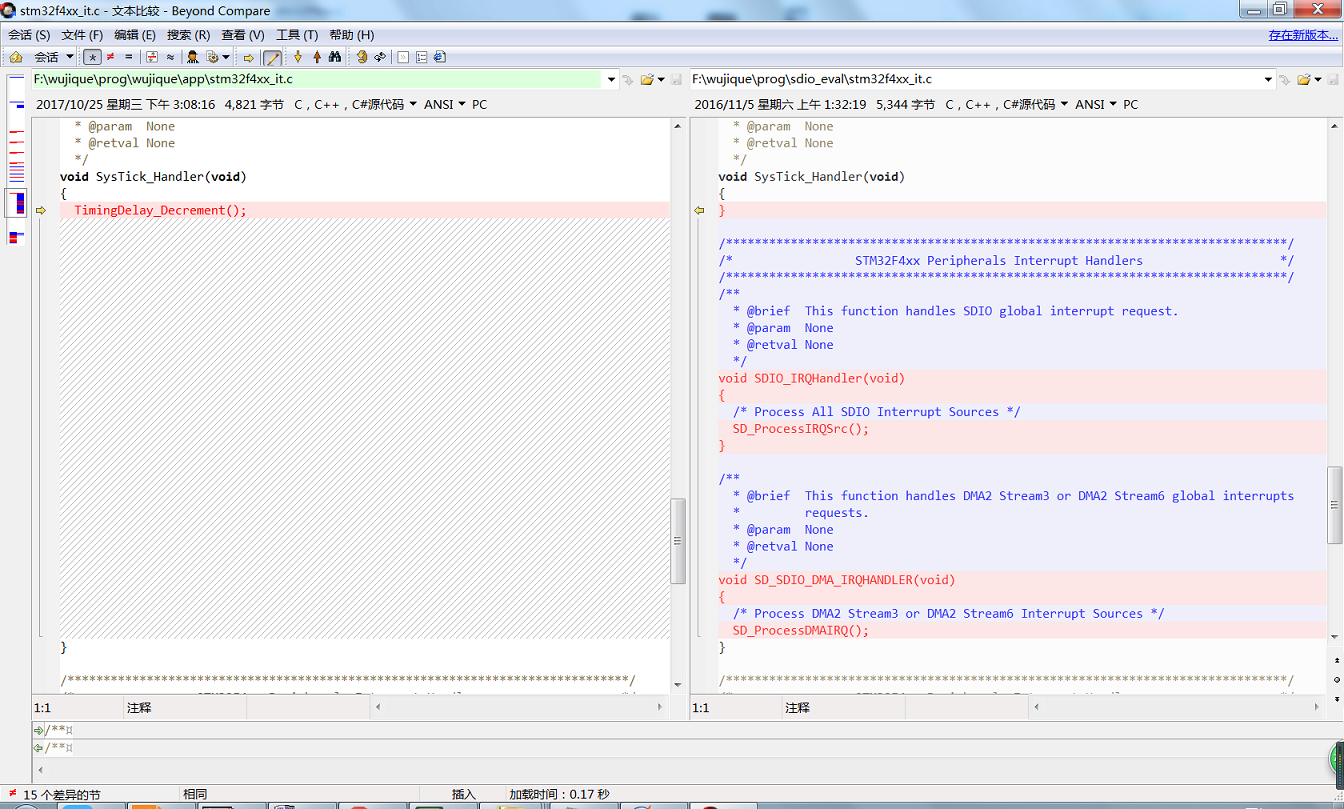 stm32f4xx_it.c - 文本比较 - Beyond Compare
会话 (S) 文件 (F) 编辑 (E) 搜索 (R) 查看 (V) 工具 (T) 帮助 (H) 存在新版本...
会话
F:\wujique\prog\wujique\app\stm32f4xx_it.c
2017/10/25 星期三 下午 3:08:16 4,821 字节 C，C++，C#源代码 ANSI PC
* @param  None
* @retval None
*/
void SysTick_Handler(void)
{
TimingDelay_Decrement();
}
/******************************************************************************/
1:1 注释
F:\wujique\prog\sdio_eval\stm32f4xx_it.c
2016/11/5 星期六 上午 1:32:19 5,344 字节 C，C++，C#源代码 ANSI PC
* @param  None
* @retval None
*/
void SysTick_Handler(void)
{
}
/******************************************************************************/
/*                 STM32F4xx Peripherals Interrupt Handlers                   */
/******************************************************************************/
/**
* @brief  This function handles SDIO global interrupt request.
* @param  None
* @retval None
*/
void SDIO_IRQHandler(void)
{
/* Process All SDIO Interrupt Sources */
SD_ProcessIRQSrc();
}
/**
* @brief  This function handles DMA2 Stream3 or DMA2 Stream6 global interrupts
*         requests.
* @param  None
* @retval None
*/
void SD_SDIO_DMA_IRQHANDLER(void)
{
/* Process DMA2 Stream3 or DMA2 Stream6 Interrupt Sources */
SD_ProcessDMAIRQ();
}
/******************************************************************************/
1:1 注释
/**¤
/**¤
15 个差异的节 相同 插入 加载时间：0.17 秒